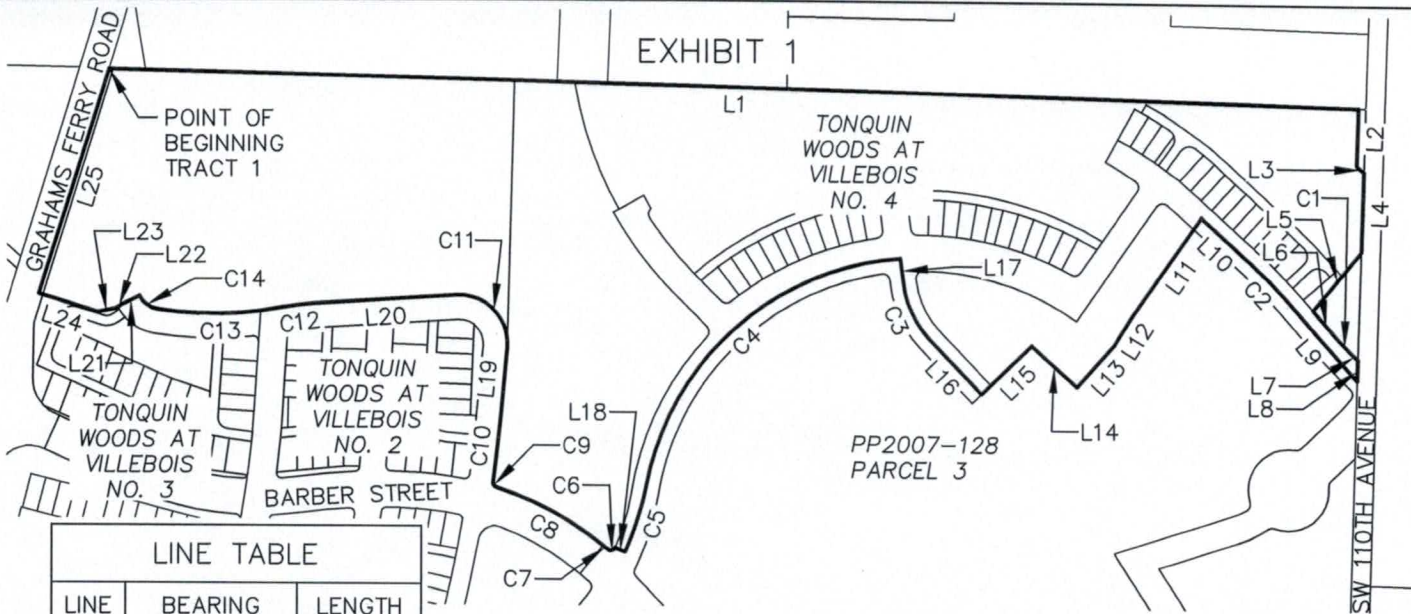 EXHIBIT 1
GRAHAMS FERRY ROAD
POINT OF
BEGINNING
TRACT 1
L1
L2
L3
L4
L5
L6
C1
L25
L23
L22
C14
C11
TONQUIN
WOODS AT
VILLEBOIS
NO. 4
L17
L10
C2
L11
L9
L12
L13
L7
L8
L14
L15
L16
C3
C4
C5
L24
L21
C13
C12
L20
L19
C10
C9
L18
C6
C8
C7
TONQUIN
WOODS AT
VILLEBOIS
NO. 2
TONQUIN
WOODS AT
VILLEBOIS
NO. 3
BARBER STREET
PP2007-128
PARCEL 3
SW 110TH AVENUE
LINE TABLE
LINE BEARING LENGTH